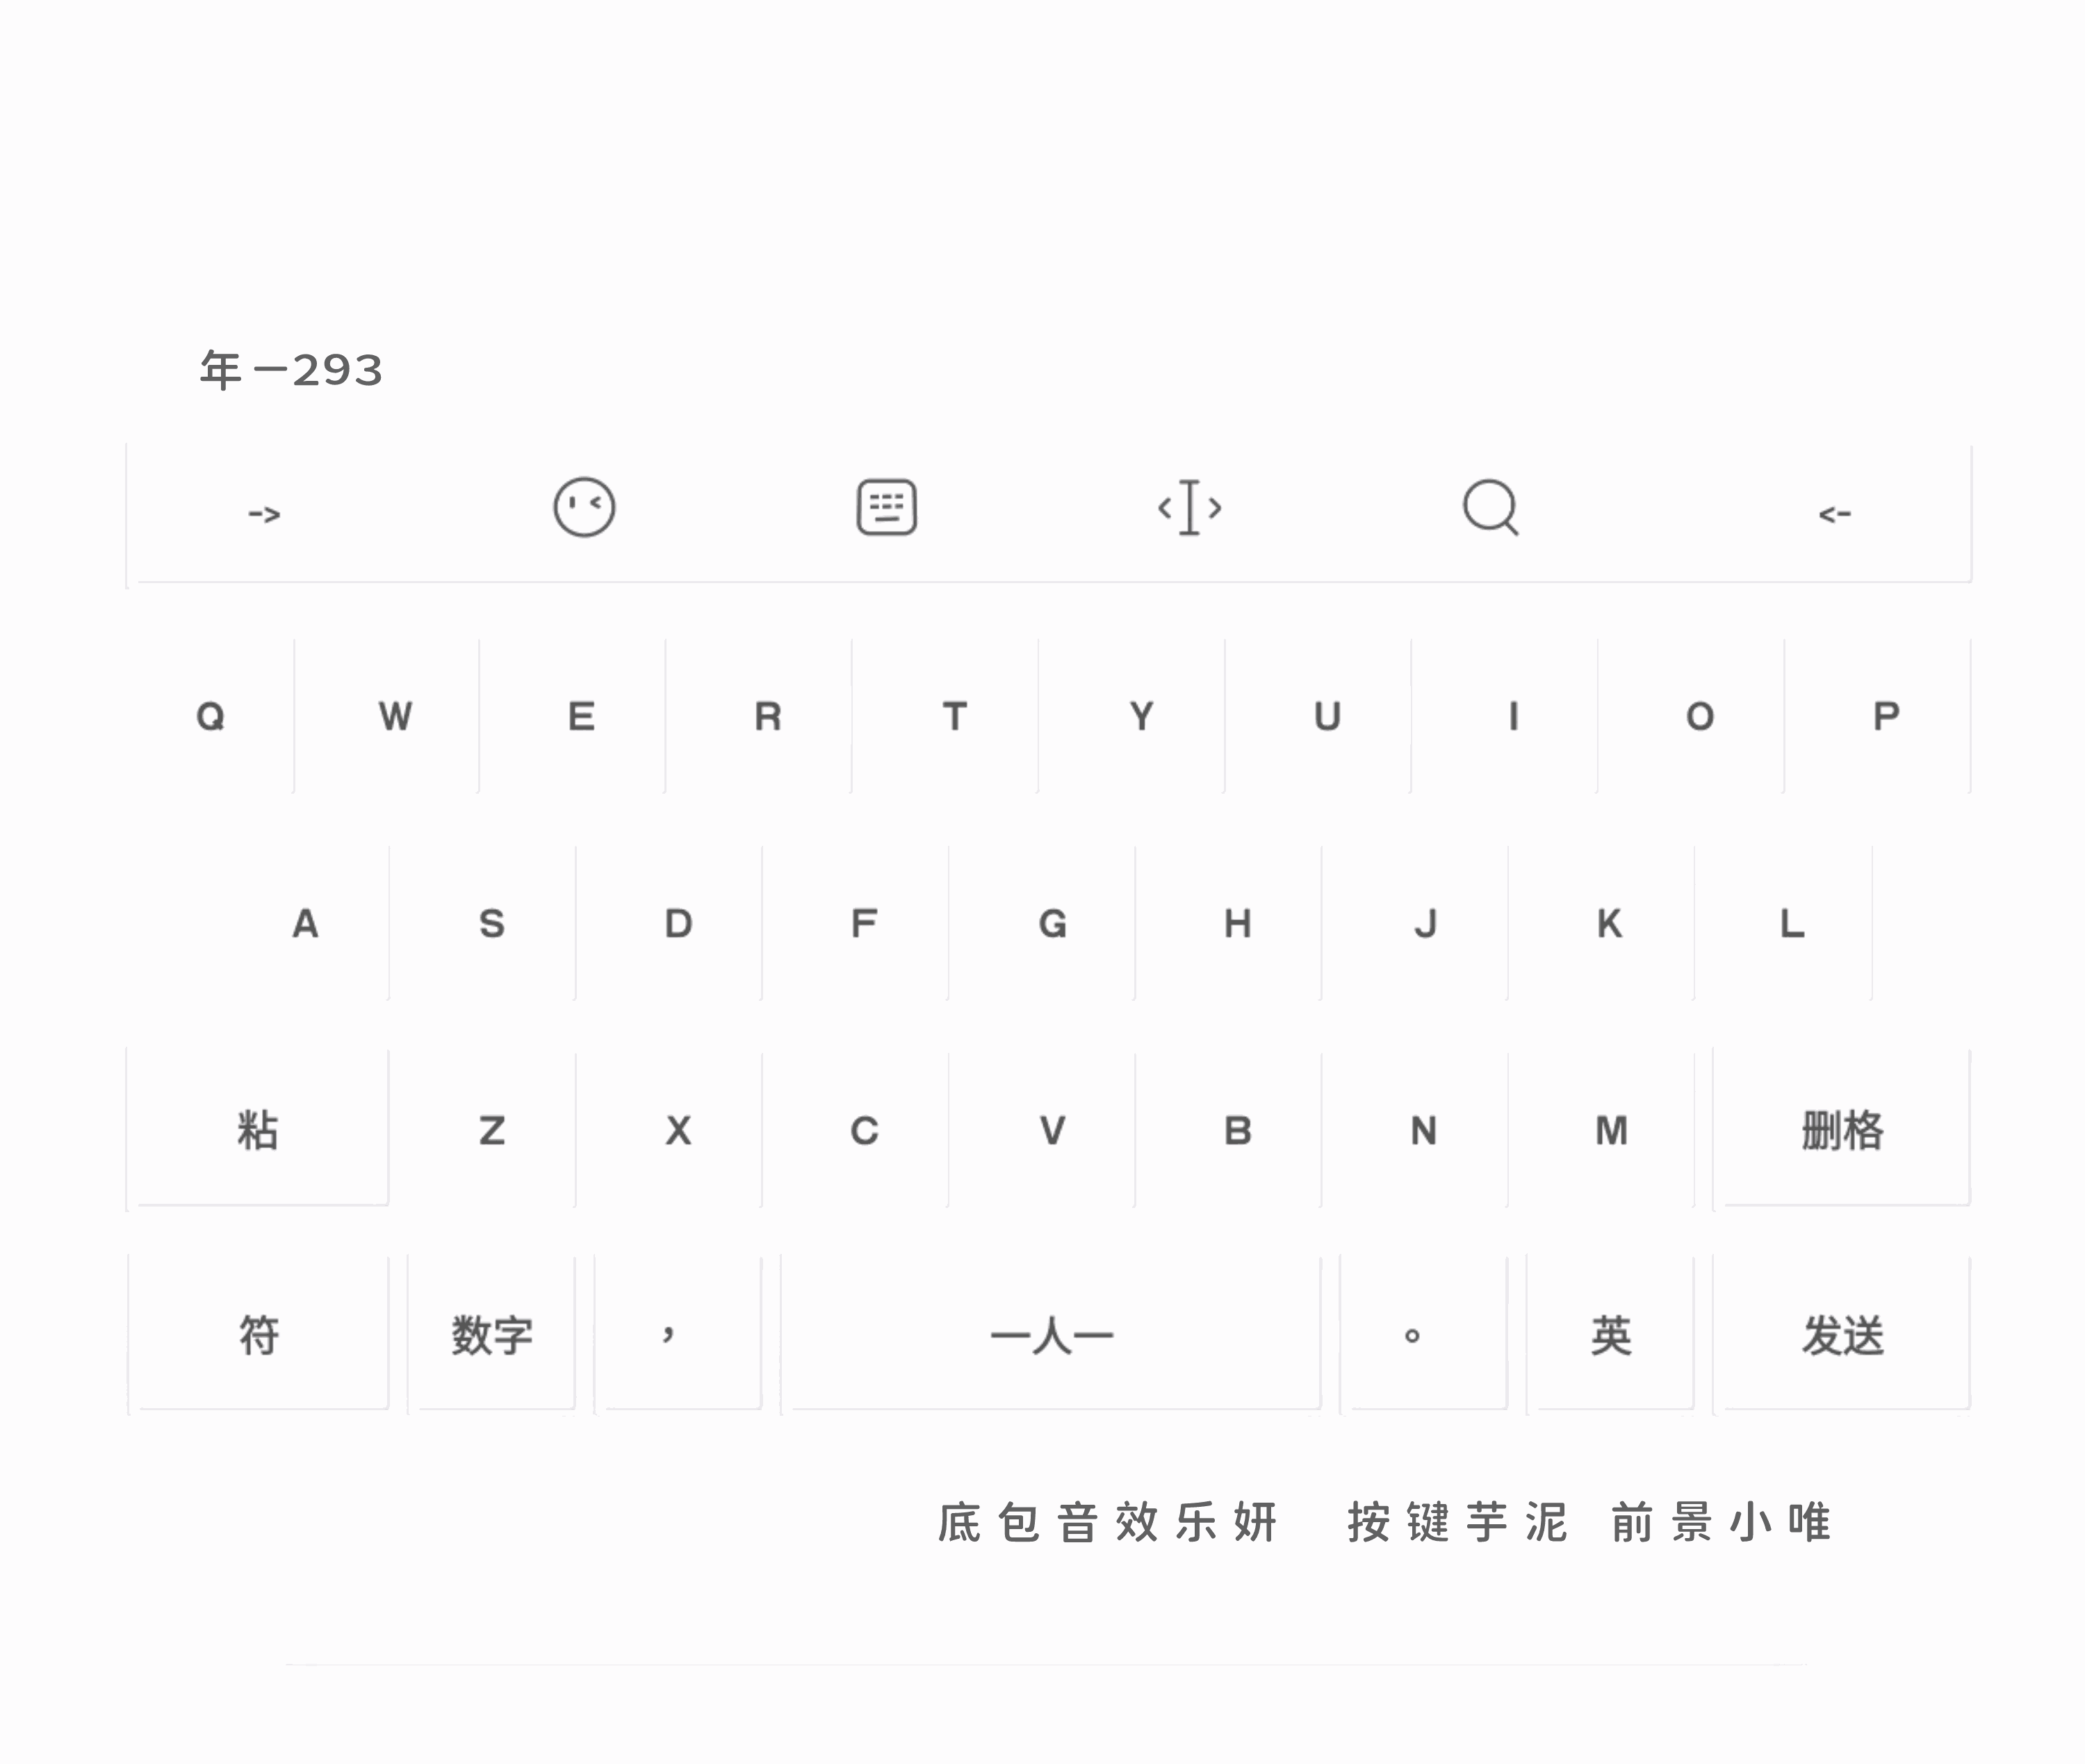 年一293
-> <-
Q W E R T Y U I O P
A S D F G H J K L
粘 Z X C V B N M 删格
符 数字 ， 一人一 。 英 发送
底包音效乐妍 按键芋泥 前景小唯